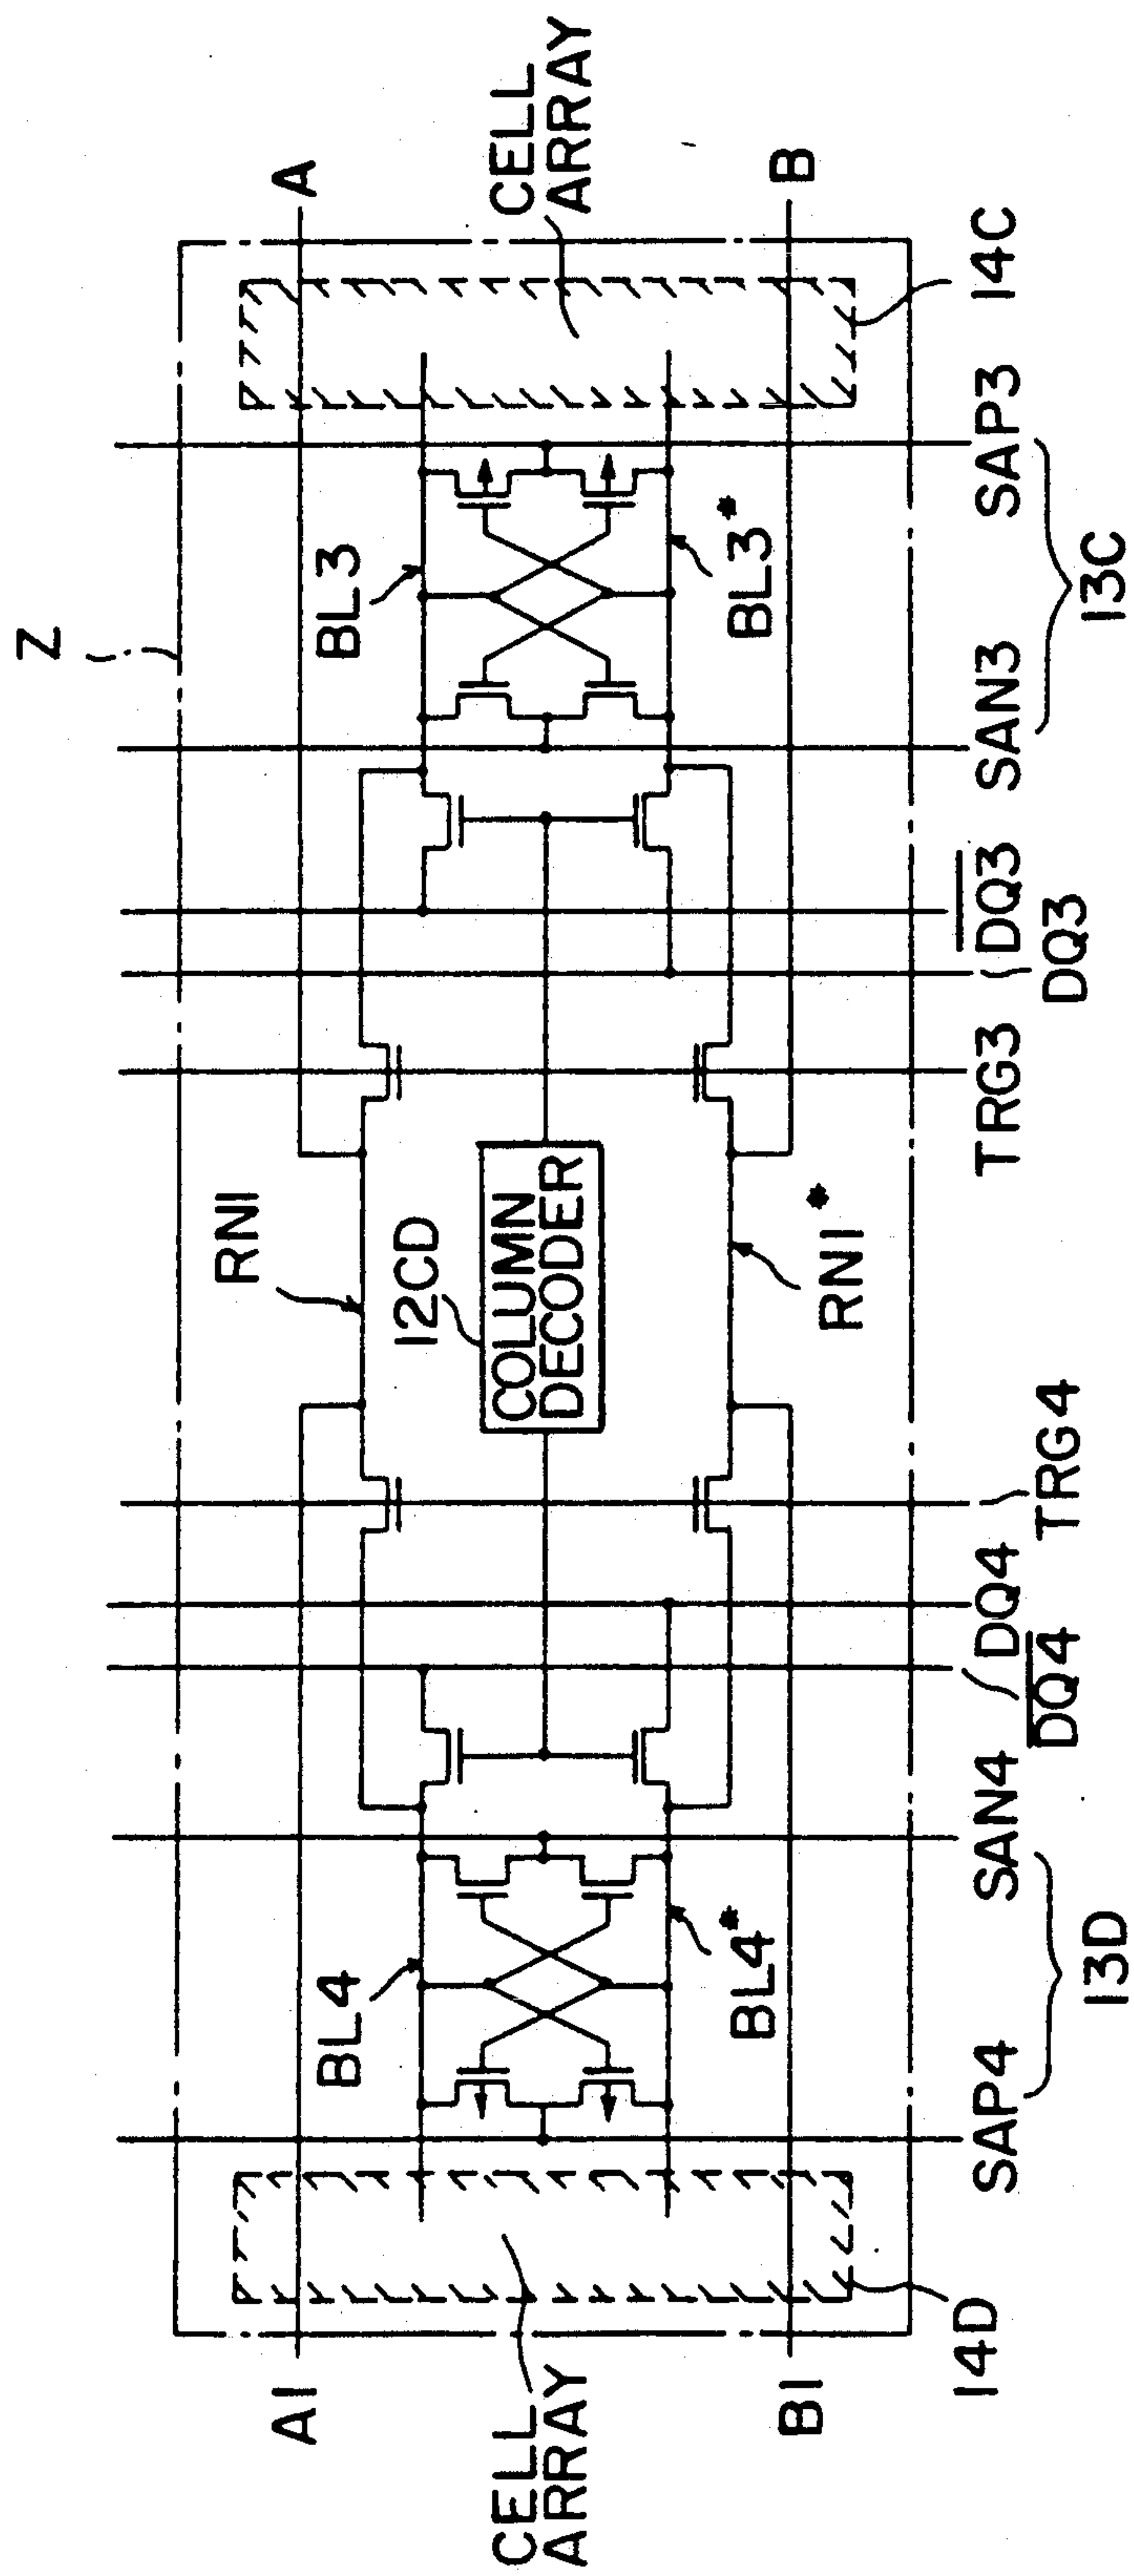 Z
A
CELL
ARRAY
B
14C
SAP3
13C
SAN3
BL3
BL3*
DQ3
DQ3
TRG3
RN1
12CD
COLUMN
DECODER
RN1*
TRG4
DQ4
DQ4
SAN4
13D
SAP4
BL4
BL4*
14D
A1
B1
CELL
ARRAY